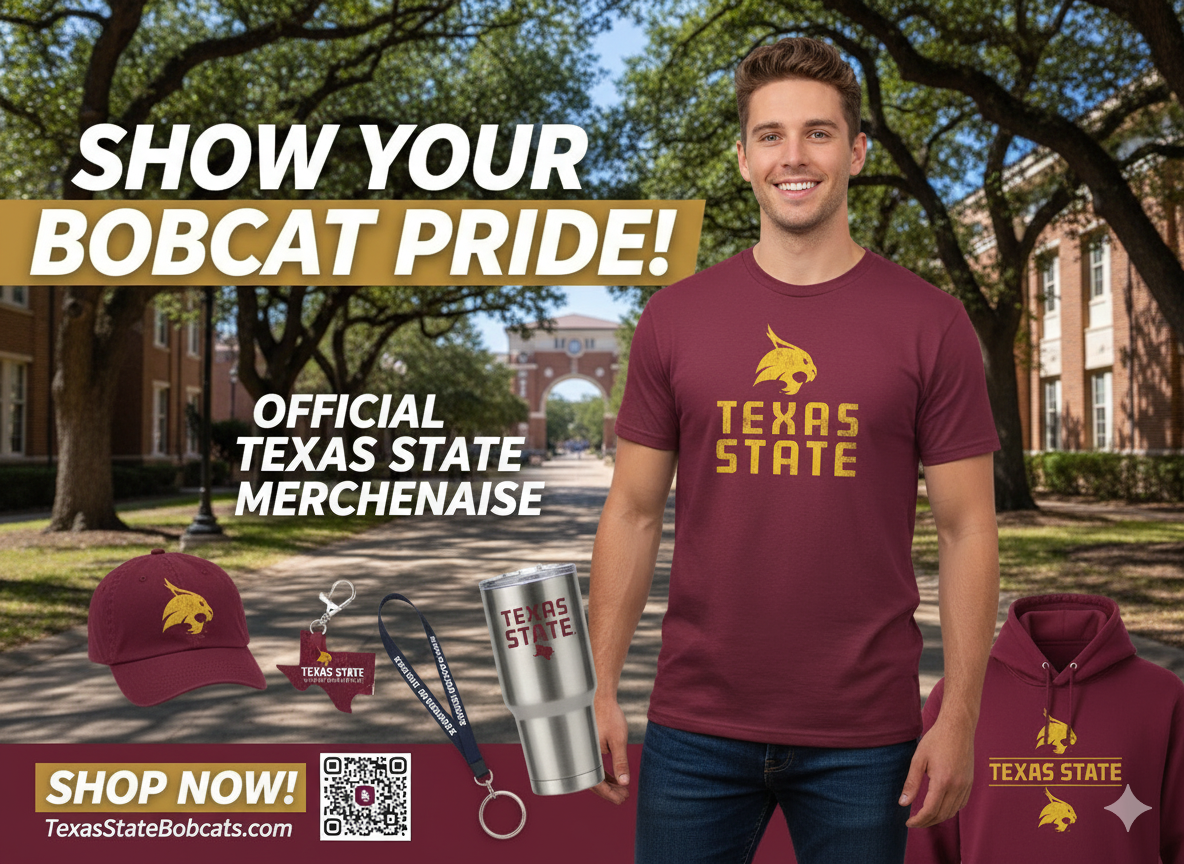 SHOW YOUR
BOBCAT PRIDE!
OFFICIAL
TEXAS STATE
MERCHENAISE
TEXAS
STATE
TEXAS STATE
TEXAS
STATE
TEXAS STATE
SHOP NOW!
TexasStateBobcats.com